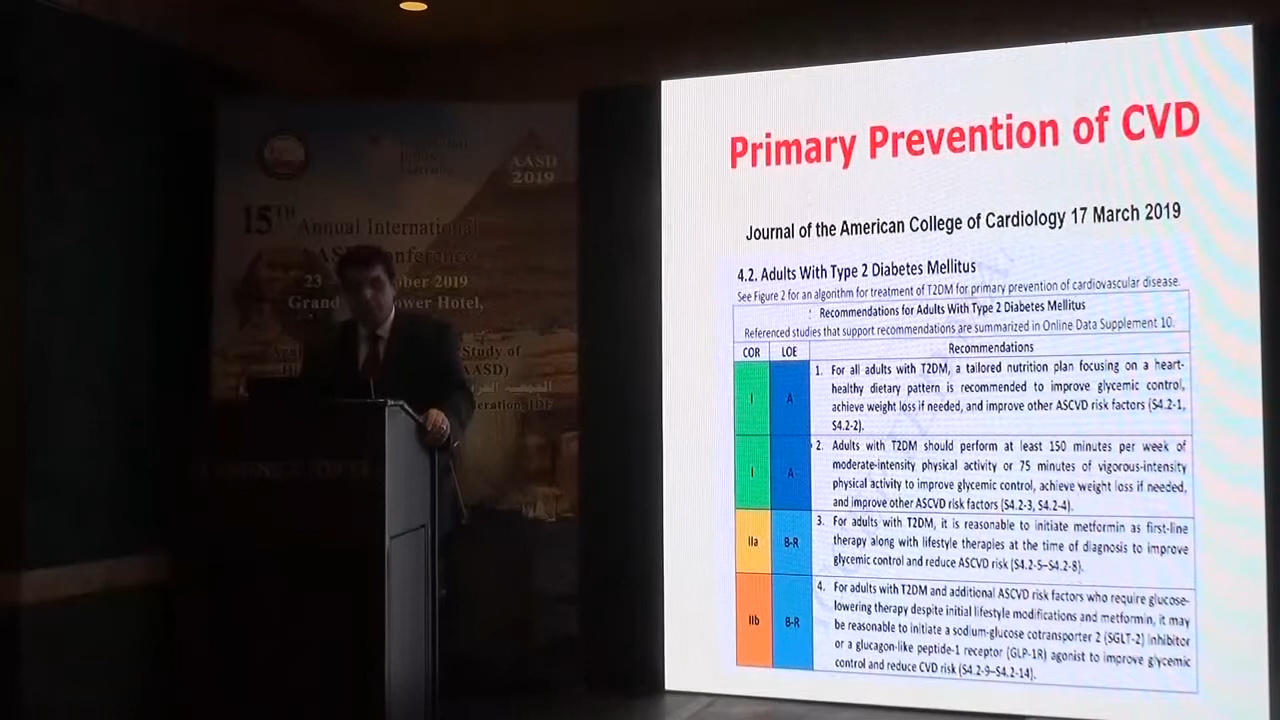 AASD
2019
15TH Annual International
23
ober 2019
Grand
ower Hotel,
Study of
ASD)
eration, IDF
Primary Prevention of CVD
Journal of the American College of Cardiology 17 March 2019
4.2. Adults With Type 2 Diabetes Mellitus
See Figure 2 for an algorithm for treatment of T2DM for primary prevention of cardiovascular disease.
Recommendations for Adults With Type 2 Diabetes Mellitus
Referenced studies that support recommendations are summarized in Online Data Supplement 10.
COR LOE Recommendations
I A 1. For all adults with T2DM, a tailored nutrition plan focusing on a heart-
healthy dietary pattern is recommended to improve glycemic control,
achieve weight loss if needed, and improve other ASCVD risk factors (S4.2-1,
S4.2-2).
I A 2. Adults with T2DM should perform at least 150 minutes per week of
moderate-intensity physical activity or 75 minutes of vigorous-intensity
physical activity to improve glycemic control, achieve weight loss if needed,
and improve other ASCVD risk factors (S4.2-3, S4.2-4).
IIa B-R 3. For adults with T2DM, it is reasonable to initiate metformin as first-line
therapy along with lifestyle therapies at the time of diagnosis to improve
glycemic control and reduce ASCVD risk (S4.2-5–S4.2-8).
IIb B-R 4. For adults with T2DM and additional ASCVD risk factors who require glucose-
lowering therapy despite initial lifestyle modifications and metformin, it may
be reasonable to initiate a sodium-glucose cotransporter 2 (SGLT-2) inhibitor
or a glucagon-like peptide-1 receptor (GLP-1R) agonist to improve glycemic
control and reduce CVD risk (S4.2-9–S4.2-14).